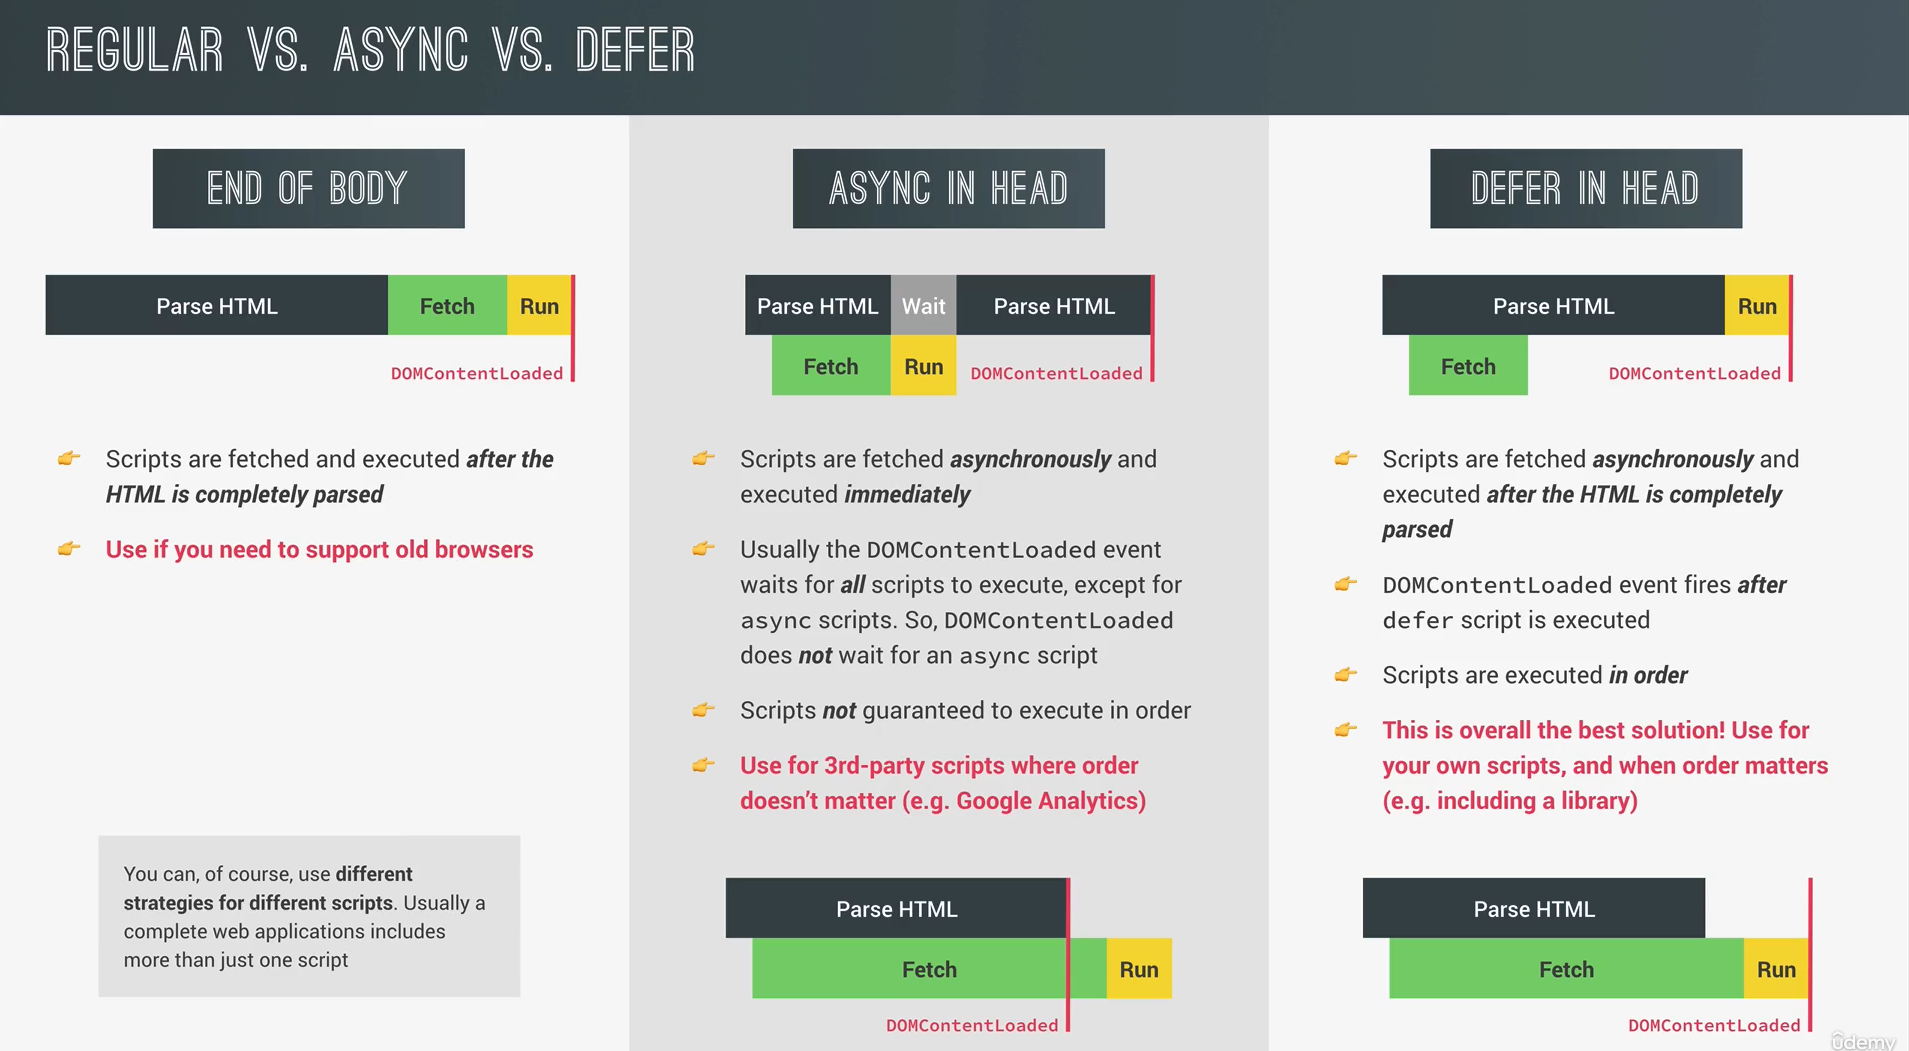 REGULAR VS. ASYNC VS. DEFER
END OF BODY
Parse HTML Fetch Run
DOMContentLoaded
Scripts are fetched and executed after the
HTML is completely parsed
Use if you need to support old browsers
You can, of course, use different
strategies for different scripts. Usually a
complete web applications includes
more than just one script
ASYNC IN HEAD
Parse HTML Wait Parse HTML
Fetch Run DOMContentLoaded
Scripts are fetched asynchronously and
executed immediately
Usually the DOMContentLoaded event
waits for all scripts to execute, except for
async scripts. So, DOMContentLoaded
does not wait for an async script
Scripts not guaranteed to execute in order
Use for 3rd-party scripts where order
doesn’t matter (e.g. Google Analytics)
Parse HTML
Fetch Run
DOMContentLoaded
DEFER IN HEAD
Parse HTML Run
Fetch DOMContentLoaded
Scripts are fetched asynchronously and
executed after the HTML is completely
parsed
DOMContentLoaded event fires after
defer script is executed
Scripts are executed in order
This is overall the best solution! Use for
your own scripts, and when order matters
(e.g. including a library)
Parse HTML
Fetch Run
DOMContentLoaded
udemy